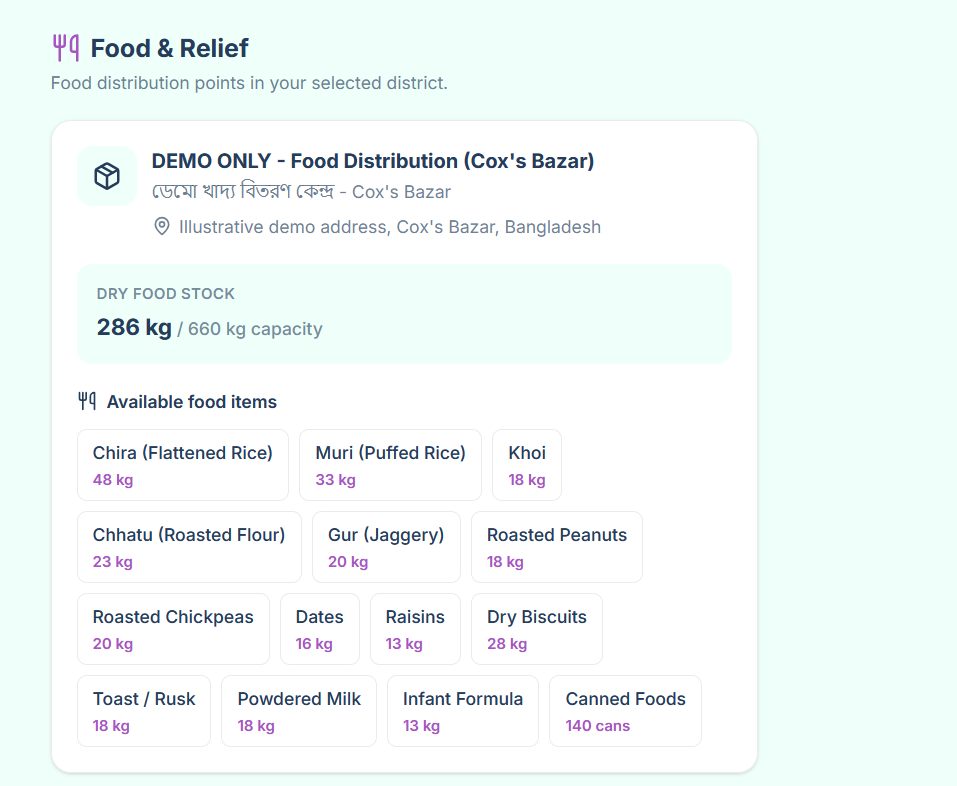 Food & Relief
Food distribution points in your selected district.
DEMO ONLY - Food Distribution (Cox's Bazar)
ডেমো খাদ্য বিতরণ কেন্দ্র - Cox's Bazar
Illustrative demo address, Cox's Bazar, Bangladesh
DRY FOOD STOCK
286 kg / 660 kg capacity
Available food items
Chira (Flattened Rice)
48 kg
Muri (Puffed Rice)
33 kg
Khoi
18 kg
Chhatu (Roasted Flour)
23 kg
Gur (Jaggery)
20 kg
Roasted Peanuts
18 kg
Roasted Chickpeas
20 kg
Dates
16 kg
Raisins
13 kg
Dry Biscuits
28 kg
Toast / Rusk
18 kg
Powdered Milk
18 kg
Infant Formula
13 kg
Canned Foods
140 cans